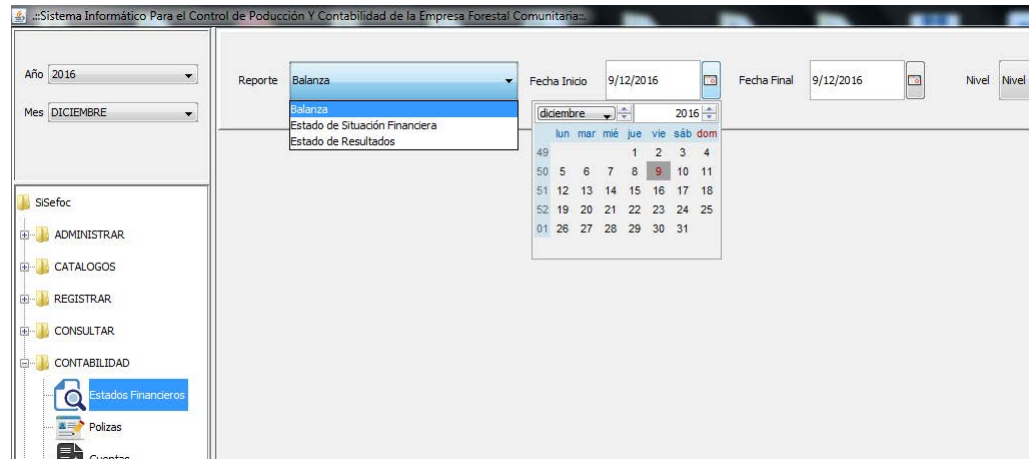 .::Sistema Informático Para el Control de Poducción Y Contabilidad de la Empresa Forestal Comunitaria::.
Año 2016
Mes DICIEMBRE
Reporte Balanza Fecha Inicio 9/12/2016 Fecha Final 9/12/2016 Nivel Nivel
Balanza
Estado de Situación Financiera
Estado de Resultados
diciembre 2016
lun mar mié jue vie sáb dom
49 1 2 3 4
50 5 6 7 8 9 10 11
51 12 13 14 15 16 17 18
52 19 20 21 22 23 24 25
01 26 27 28 29 30 31
SiSefoc
ADMINISTRAR
CATALOGOS
REGISTRAR
CONSULTAR
CONTABILIDAD
Estados Financieros
Polizas
Cuentas